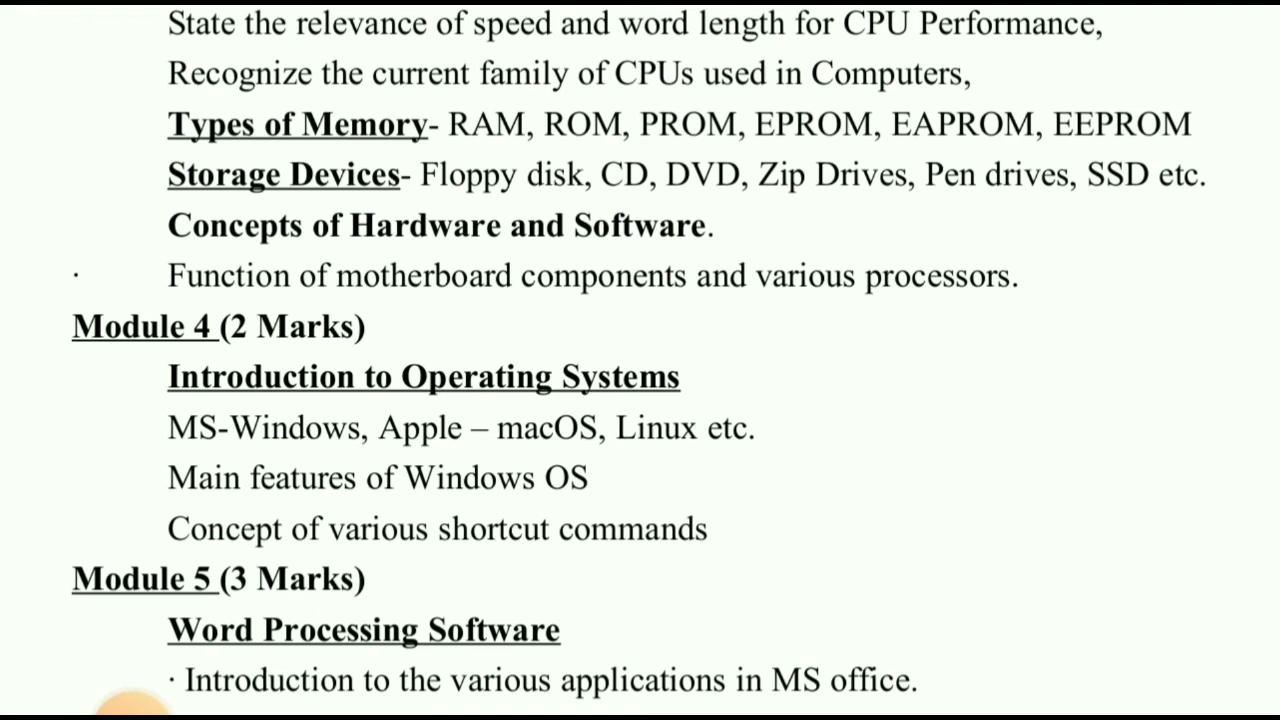 State the relevance of speed and word length for CPU Performance,
Recognize the current family of CPUs used in Computers,
Types of Memory- RAM, ROM, PROM, EPROM, EAPROM, EEPROM
Storage Devices- Floppy disk, CD, DVD, Zip Drives, Pen drives, SSD etc.
Concepts of Hardware and Software.
· Function of motherboard components and various processors.
Module 4 (2 Marks)
Introduction to Operating Systems
MS-Windows, Apple – macOS, Linux etc.
Main features of Windows OS
Concept of various shortcut commands
Module 5 (3 Marks)
Word Processing Software
· Introduction to the various applications in MS office.